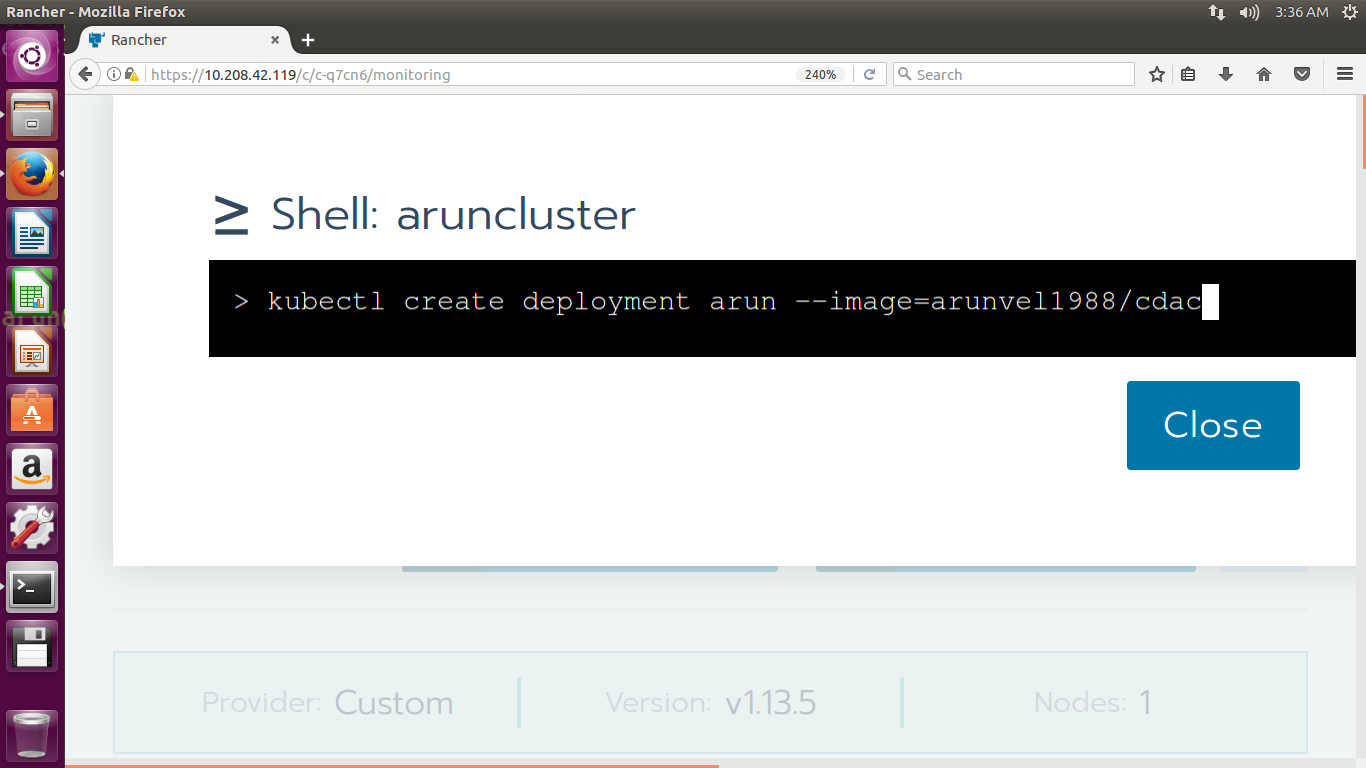 Rancher - Mozilla Firefox
3:36 AM
Rancher
https://10.208.42.119/c/c-q7cn6/monitoring
240%
Search
≥ Shell: aruncluster
> kubectl create deployment arun --image=arunvel1988/cdac
Close
Provider: Custom
Version: v1.13.5
Nodes: 1